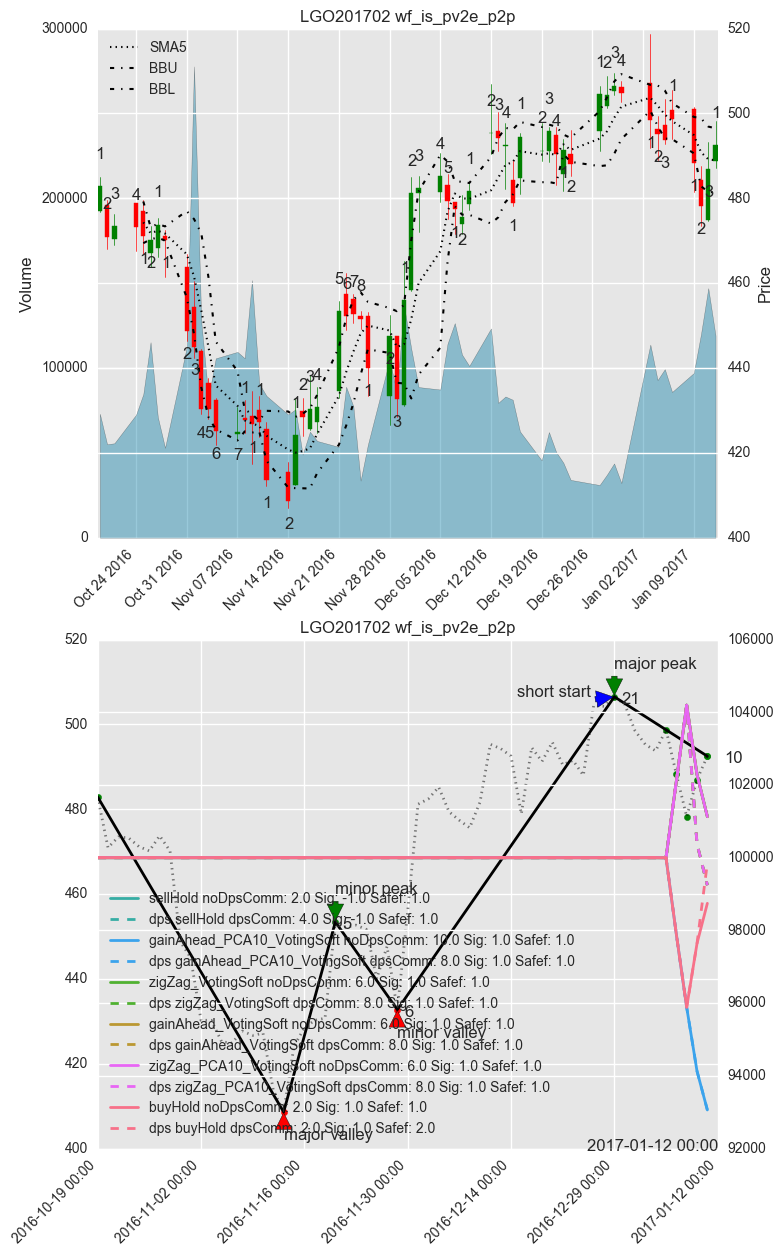 LGO201702 wf_is_pv2e_p2p
300000
200000
100000
0
Volume
520
500
480
460
440
420
400
Price
SMA5
BBU
BBL
Oct 24 2016
Oct 31 2016
Nov 07 2016
Nov 14 2016
Nov 21 2016
Nov 28 2016
Dec 05 2016
Dec 12 2016
Dec 19 2016
Dec 26 2016
Jan 02 2017
Jan 09 2017
LGO201702 wf_is_pv2e_p2p
520
500
480
460
440
420
400
106000
104000
102000
100000
98000
96000
94000
92000
major peak
short start
21
10
minor peak
15
6
minor valley
major valley
sellHold noDpsComm: 2.0 Sig: -1.0 Safef: 1.0
dps sellHold dpsComm: 4.0 Sig: -1.0 Safef: 1.0
gainAhead_PCA10_VotingSoft noDpsComm: 10.0 Sig: 1.0 Safef: 1.0
dps gainAhead_PCA10_VotingSoft dpsComm: 8.0 Sig: 1.0 Safef: 1.0
zigZag_VotingSoft noDpsComm: 6.0 Sig: 1.0 Safef: 1.0
dps zigZag_VotingSoft dpsComm: 8.0 Sig: 1.0 Safef: 1.0
gainAhead_VotingSoft noDpsComm: 6.0 Sig: 1.0 Safef: 1.0
dps gainAhead_VotingSoft dpsComm: 8.0 Sig: 1.0 Safef: 1.0
zigZag_PCA10_VotingSoft noDpsComm: 6.0 Sig: 1.0 Safef: 1.0
dps zigZag_PCA10_VotingSoft dpsComm: 8.0 Sig: 1.0 Safef: 1.0
buyHold noDpsComm: 2.0 Sig: 1.0 Safef: 1.0
dps buyHold dpsComm: 2.0 Sig: 1.0 Safef: 2.0
2017-01-12 00:00
2016-10-19 00:00
2016-11-02 00:00
2016-11-16 00:00
2016-11-30 00:00
2016-12-14 00:00
2016-12-29 00:00
2017-01-12 00:00